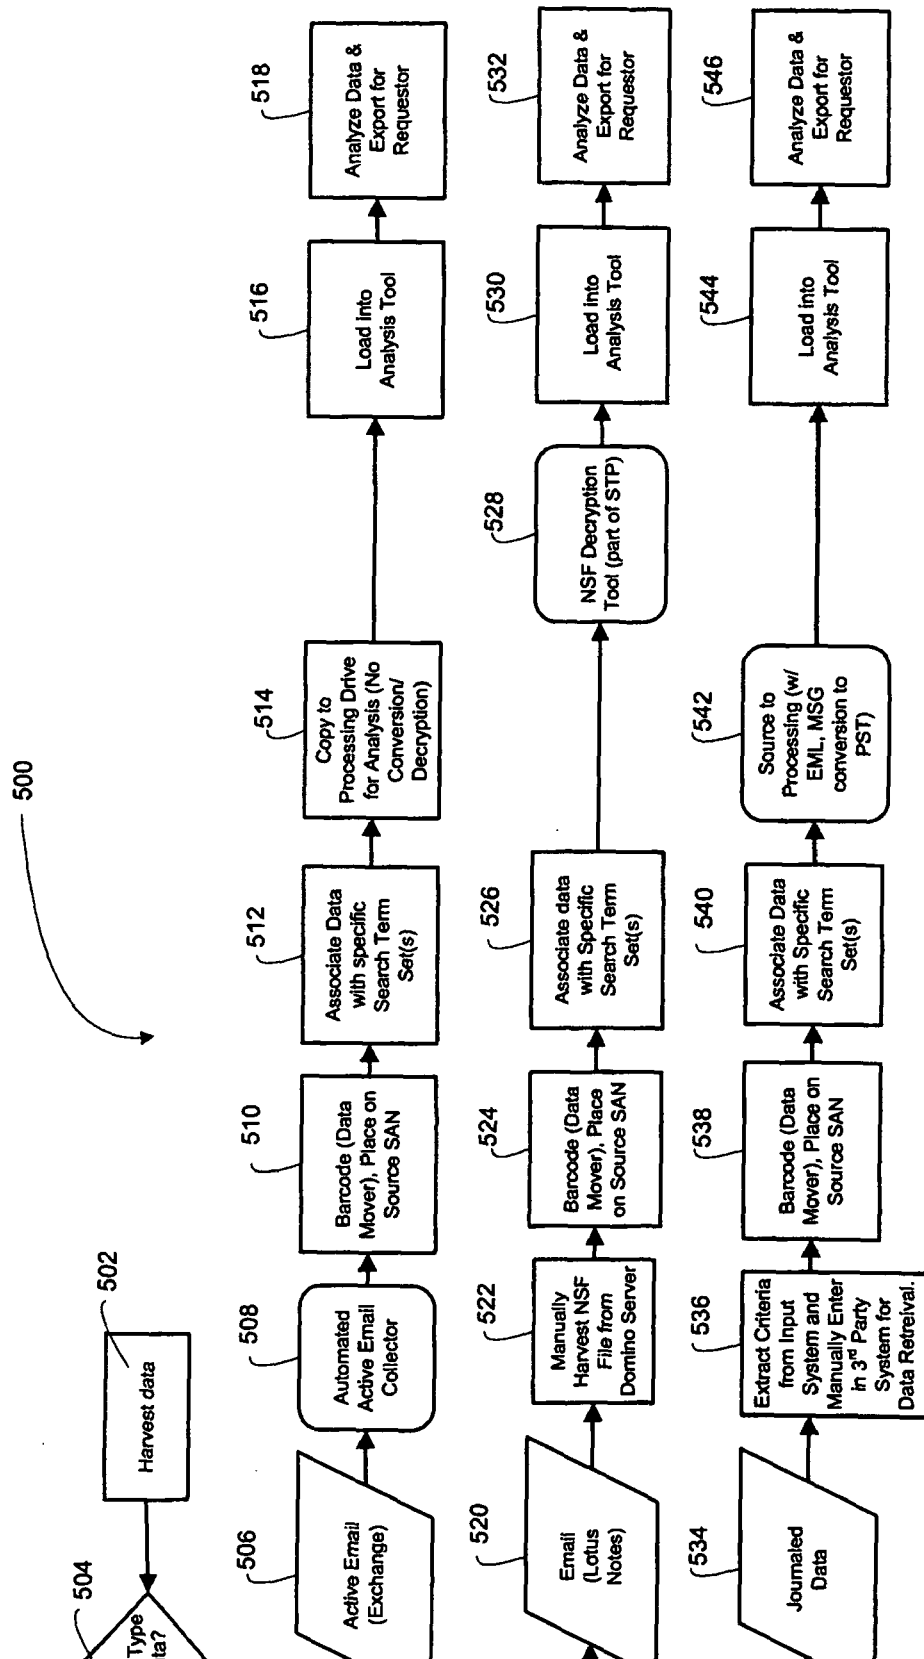 500
502
Harvest data
504
Type
ta?
506
Active Email
(Exchange)
508
Automated
Active Email
Collector
510
Barcode (Data
Mover), Place on
Source SAN
512
Associate Data
with specific
Search Term
Set(s)
514
Copy to
Processing Drive
for Analysis (No
Conversion/
Decryption)
516
Load into
Analysis Tool
518
Analyze Data &
Export for
Requestor
520
Email
(Lotus
Notes)
522
Manually
Harvest NSF
File from
Domino Server
524
Barcode (Data
Mover), Place
on Source SAN
526
Associate data
with Specific
Search Term
Set(s)
528
NSF Decryption
Tool (part of STP)
530
Load into
Analysis Tool
532
Analyze Data &
Export for
Requestor
534
Journaled
Data
536
Extract Criteria
from Input
System and
Manually Enter
in 3rd Party
System for
Data Retreival.
538
Barcode (Data
Mover), Place on
Source SAN
540
Associate Data
with Specific
Search Term
Set(s)
542
Source to
Processing (w/
EML, MSG
conversion to
PST)
544
Load into
Analysis Tool
546
Analyze Data &
Export for
Requestor